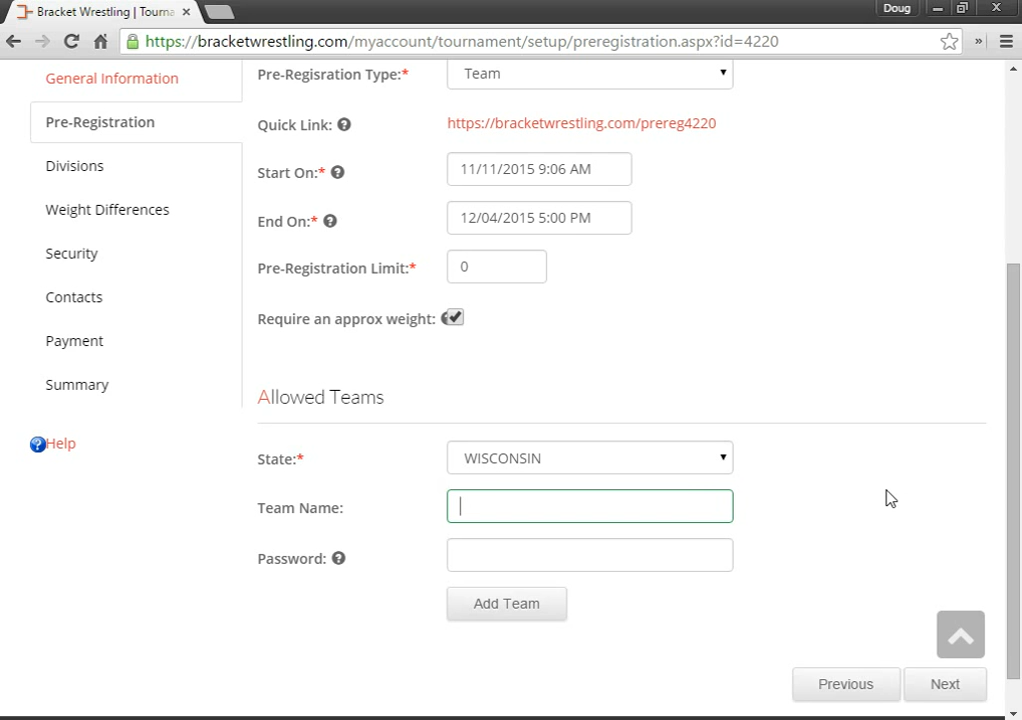 Bracket Wrestling | Tourna
Doug
https://bracketwrestling.com/myaccount/tournament/setup/preregistration.aspx?id=4220
General Information
Pre-Registration
Divisions
Weight Differences
Security
Contacts
Payment
Summary
Help
Pre-Regisration Type:* Team
Quick Link: https://bracketwrestling.com/prereg4220
Start On:* 11/11/2015 9:06 AM
End On:* 12/04/2015 5:00 PM
Pre-Registration Limit:* 0
Require an approx weight:
Allowed Teams
State:* WISCONSIN
Team Name:
Password:
Add Team
Previous Next